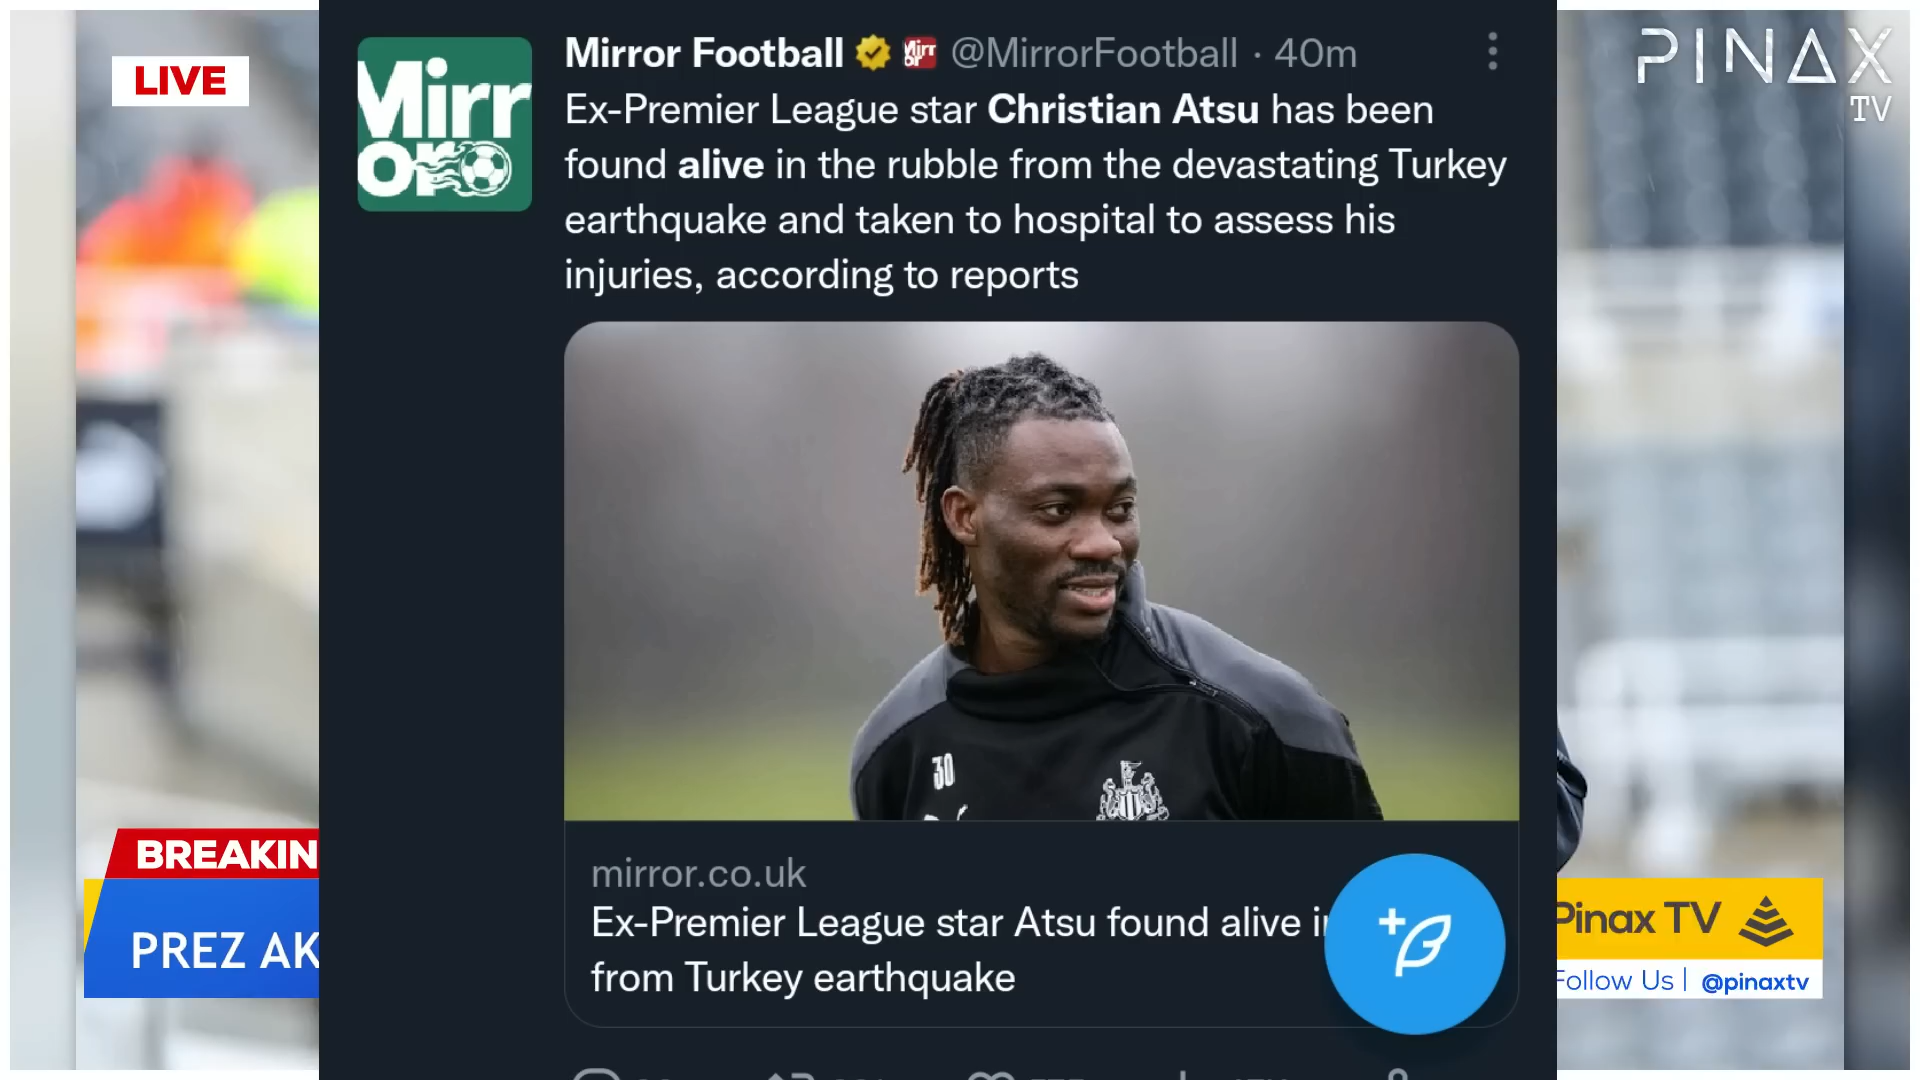 LIVE
PINAX
TV
Mirror Football @MirrorFootball · 40m
Mirr
or
Ex-Premier League star Christian Atsu has been
found alive in the rubble from the devastating Turkey
earthquake and taken to hospital to assess his
injuries, according to reports
30
mirror.co.uk
Ex-Premier League star Atsu found alive
from Turkey earthquake
BREAKIN
PREZ AK
Pinax TV
Follow Us | @pinaxtv